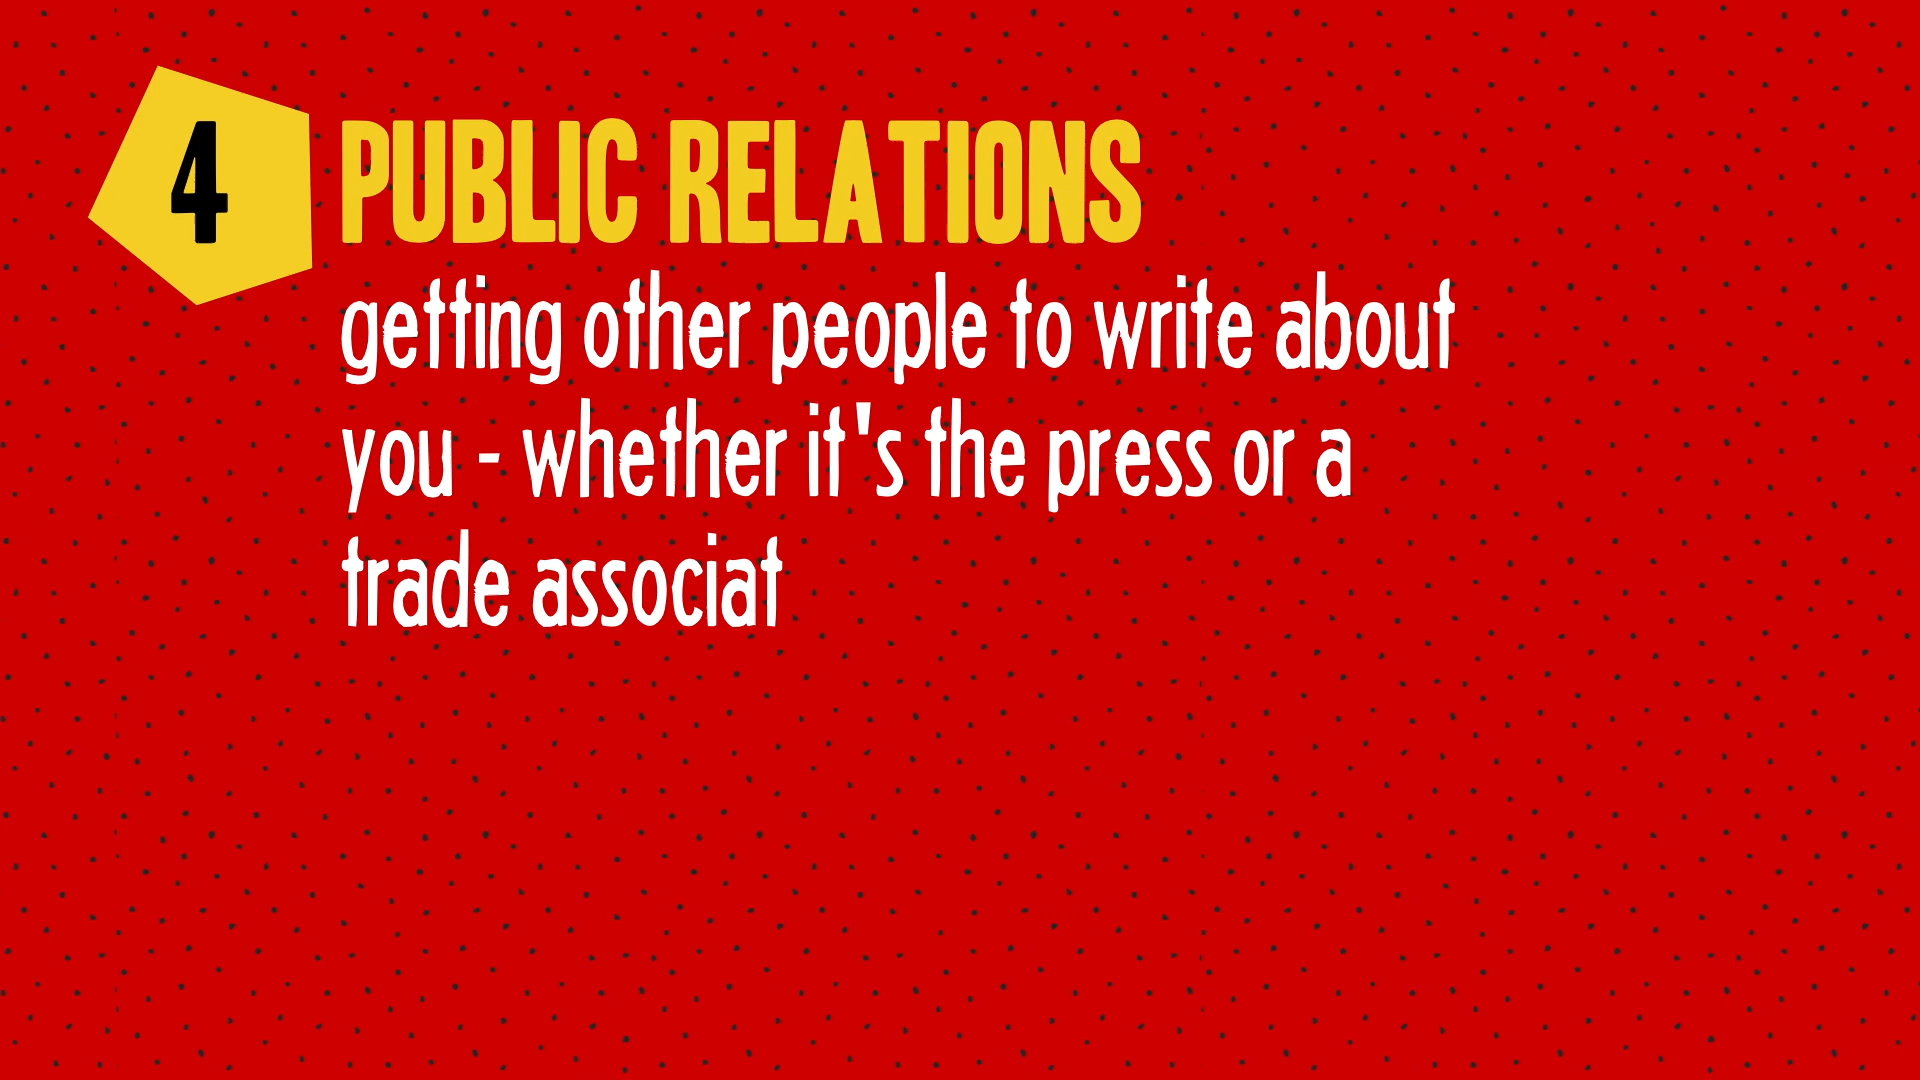 4
PUBLIC RELATIONS
getting other people to write about
you - whether it's the press or a
trade associat